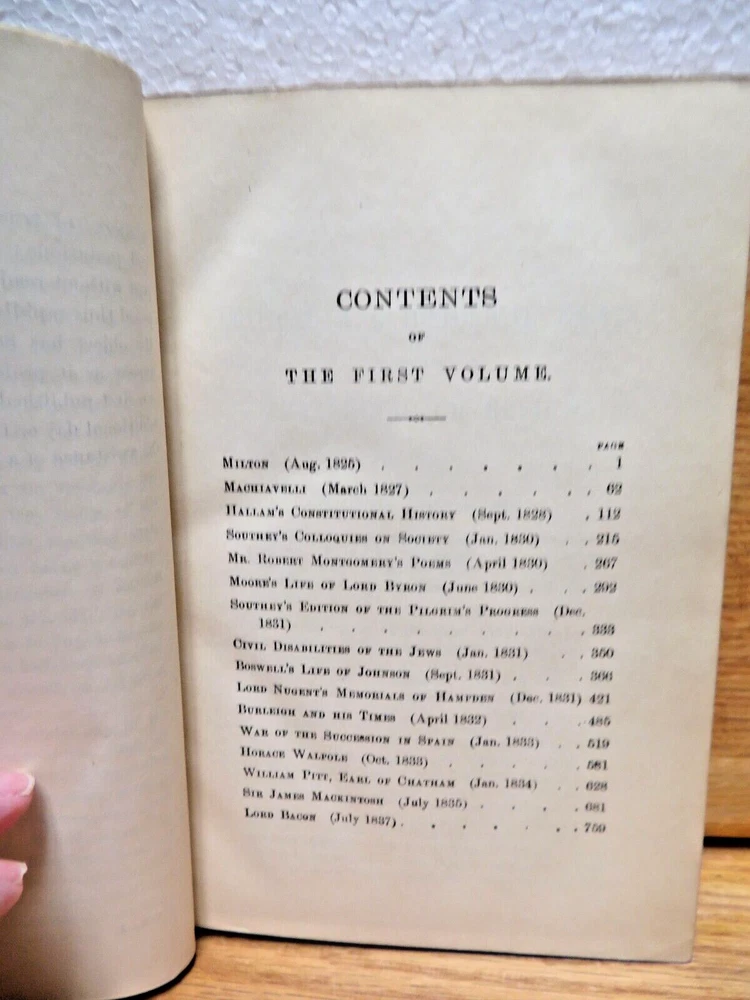 CONTENTS
OF
THE FIRST VOLUME.
PAGE
MILTON (Aug. 1825) . . . . . . . 1
MACHIAVELLI (March 1827) . . . . . . 62
HALLAM'S CONSTITUTIONAL HISTORY (Sept. 1828) . 112
SOUTHEY'S COLLOQUIES ON SOCIETY (Jan. 1830) . . 215
MR. ROBERT MONTGOMERY'S POEMS (April 1830) . 267
MOORE'S LIFE OF LORD BYRON (June 1830) . . . 292
SOUTHEY'S EDITION OF THE PILGRIM'S PROGRESS (Dec.
1831) . . . . . . . . . 333
CIVIL DISABILITIES OF THE JEWS (Jan. 1831) . . 350
BOSWELL'S LIFE OF JOHNSON (Sept. 1831) . . . 366
LORD NUGENT'S MEMORIALS OF HAMPDEN (Dec. 1831) 421
BURLEIGH AND HIS TIMES (April 1832) . . . 485
WAR OF THE SUCCESSION IN SPAIN (Jan. 1833) . . 519
HORACE WALPOLE (Oct. 1833) . . . . . 581
WILLIAM PITT, EARL OF CHATHAM (Jan. 1834) . . 628
SIR JAMES MACKINTOSH (July 1835) . . . . 681
LORD BACON (July 1837) . . . . . . 759